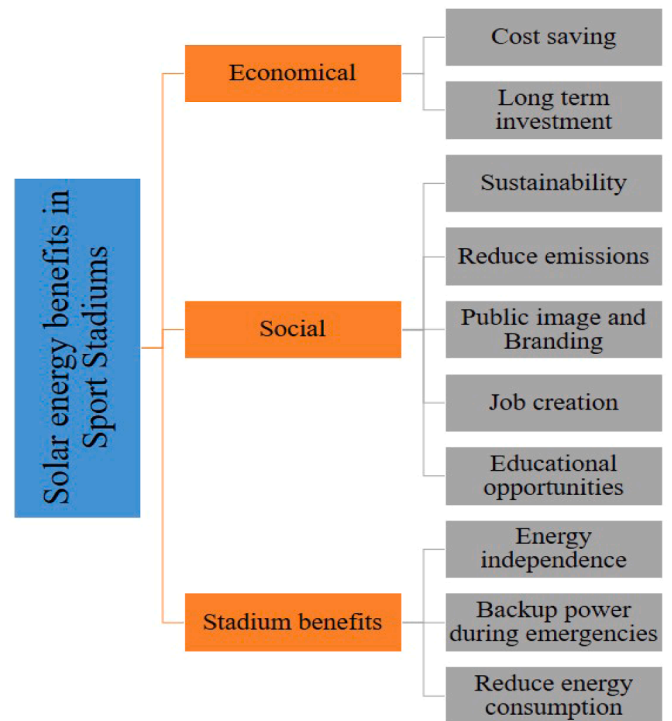 Solar energy benefits in
Sport Stadiums
Economical
Cost saving
Long term
investment
Social
Sustainability
Reduce emissions
Public image and
Branding
Job creation
Educational
opportunities
Stadium benefits
Energy
independence
Backup power
during emergencies
Reduce energy
consumption